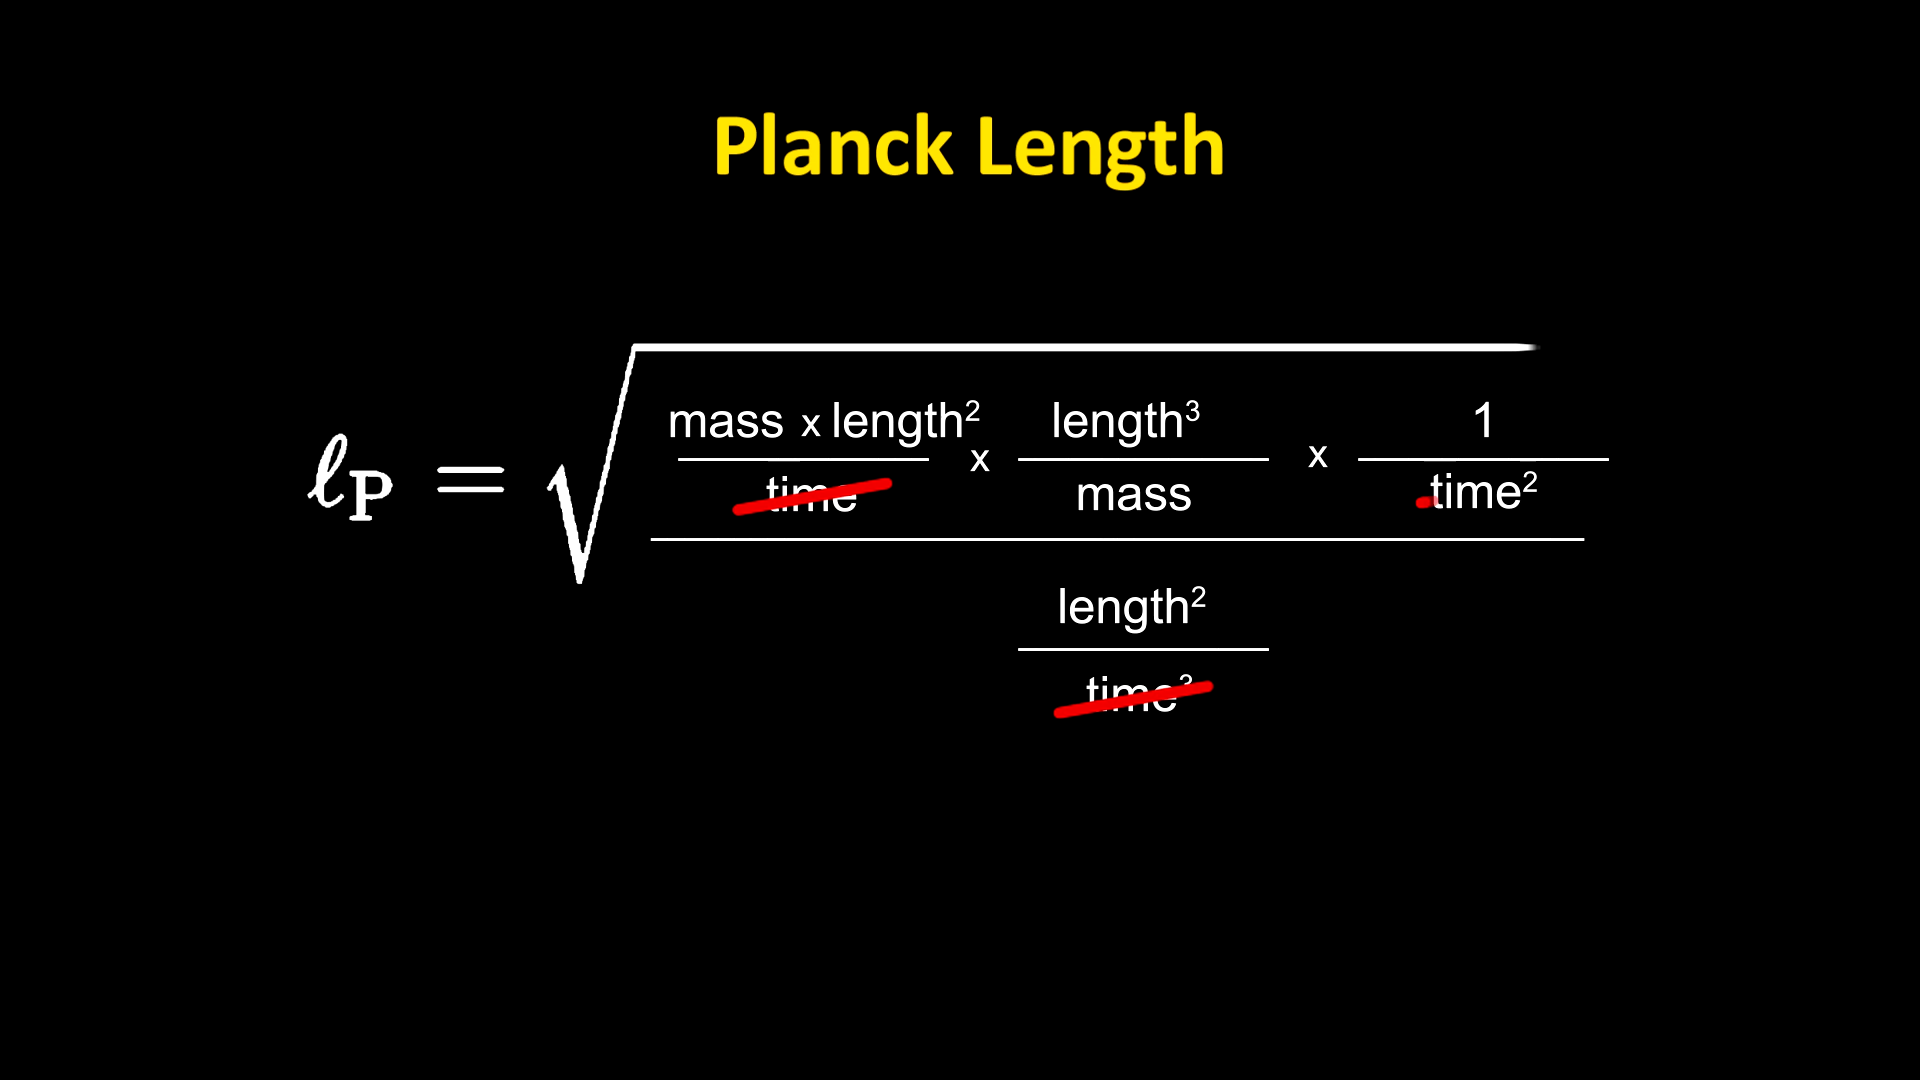 Planck Length
mass x length² length³ 1
ℓP = √ x x
time mass time²
length²
time³